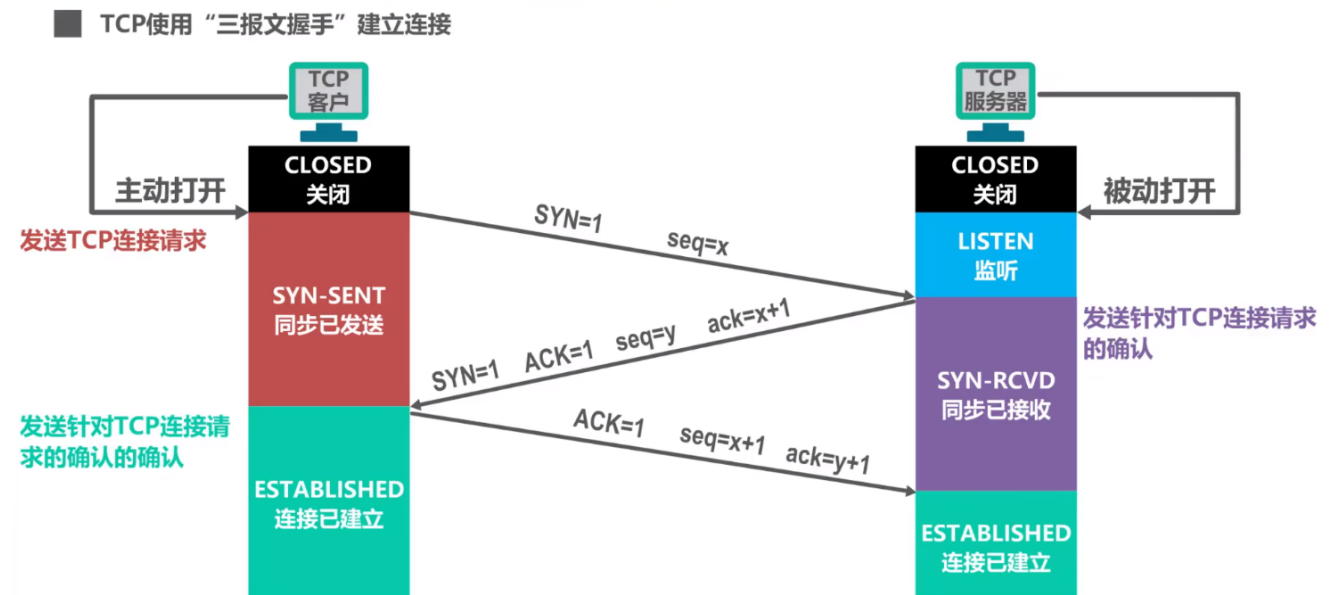 TCP使用“三报文握手”建立连接
TCP
客户
TCP
服务器
CLOSED
关闭
CLOSED
关闭
主动打开
被动打开
发送TCP连接请求
SYN=1 seq=x
LISTEN
监听
SYN-SENT
同步已发送
SYN=1 ACK=1 seq=y ack=x+1
发送针对TCP连接请求
的确认
SYN-RCVD
同步已接收
发送针对TCP连接请
求的确认的确认
ACK=1 seq=x+1 ack=y+1
ESTABLISHED
连接已建立
ESTABLISHED
连接已建立